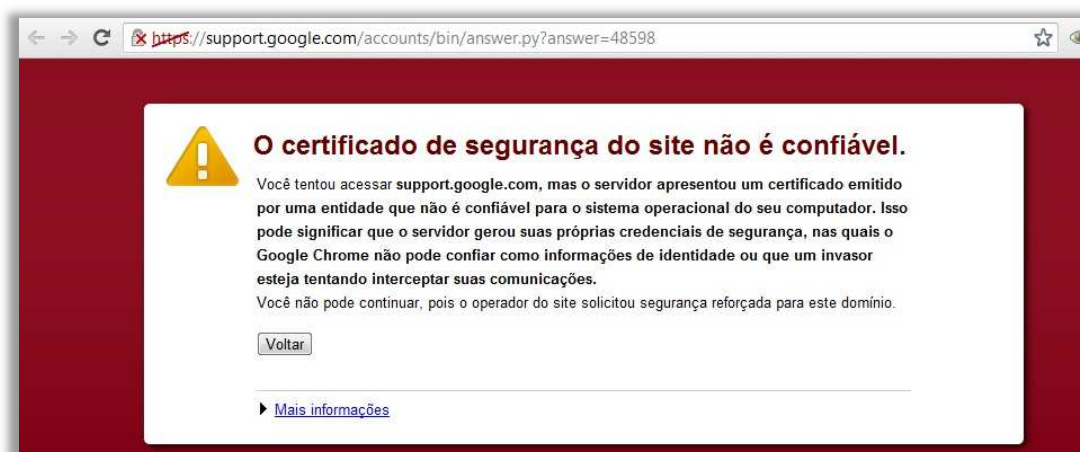 https://support.google.com/accounts/bin/answer.py?answer=48598
O certificado de segurança do site não é confiável.
Você tentou acessar support.google.com, mas o servidor apresentou um certificado emitido
por uma entidade que não é confiável para o sistema operacional do seu computador. Isso
pode significar que o servidor gerou suas próprias credenciais de segurança, nas quais o
Google Chrome não pode confiar como informações de identidade ou que um invasor
esteja tentando interceptar suas comunicações.
Você não pode continuar, pois o operador do site solicitou segurança reforçada para este domínio.
Voltar
Mais informações